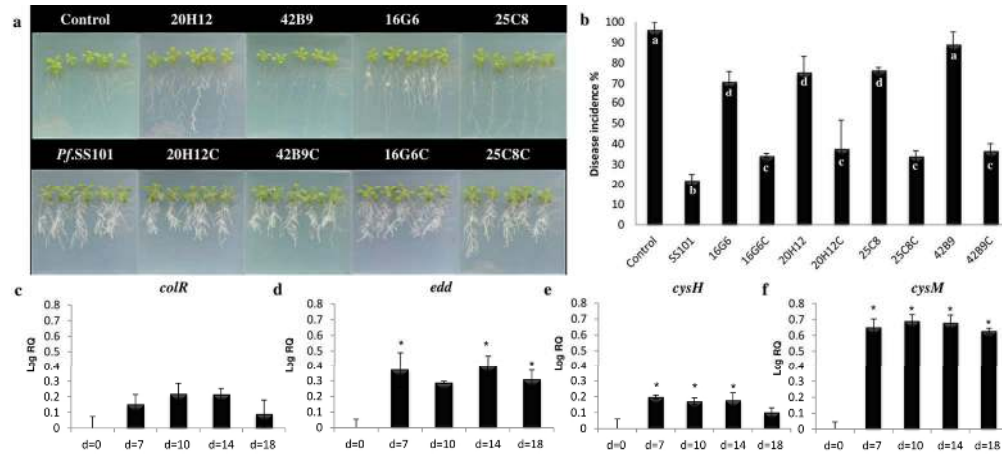 a
Control 20H12 42B9 16G6 25C8
Pf.SS101 20H12C 42B9C 16G6C 25C8C
b
Disease incidence %
100
90
80
70
60
50
40
30
20
10
0
a b d c d c d c a c
Control SS101 16G6 16G6C 20H12 20H12C 25C8 25C8C 42B9 42B9C
c colR
Log RQ
0.8
0.7
0.6
0.5
0.4
0.3
0.2
0.1
0
d=0 d=7 d=10 d=14 d=18
d edd
Log RQ
0.8
0.7
0.6
0.5
0.4
0.3
0.2
0.1
0
* * *
d=0 d=7 d=10 d=14 d=18
e cysH
Log RQ
0.8
0.7
0.6
0.5
0.4
0.3
0.2
0.1
0
* * *
d=0 d=7 d=10 d=14 d=18
f cysM
Log RQ
0.8
0.7
0.6
0.5
0.4
0.3
0.2
0.1
0
* * * *
d=0 d=7 d=10 d=14 d=18